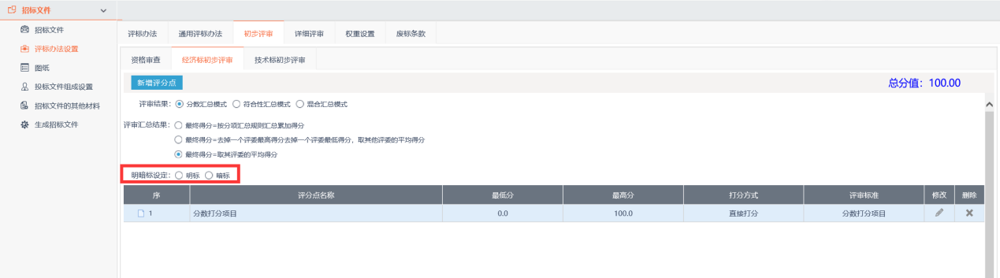 招标文件
招标文件
评标办法设置
图纸
投标文件组成设置
招标文件的其他材料
生成招标文件
评标办法 通用评标办法 初步评审 详细评审 权重设置 废标条款
资格审查 经济标初步评审 技术标初步评审
新增评分点 总分值：100.00
评审结果： 分数汇总模式 符合性汇总模式 混合汇总模式
评审汇总结果： 最终得分=按分项汇总规则汇总累加得分
最终得分=去掉一个评委最高得分去掉一个评委最低得分，取其他评委的平均得分
最终得分=取其评委的平均得分
明暗标设定： 明标 暗标
序 评分点名称 最低分 最高分 打分方式 评审标准 修改 删除
1 分数打分项目 0.0 100.0 直接打分 分数打分项目